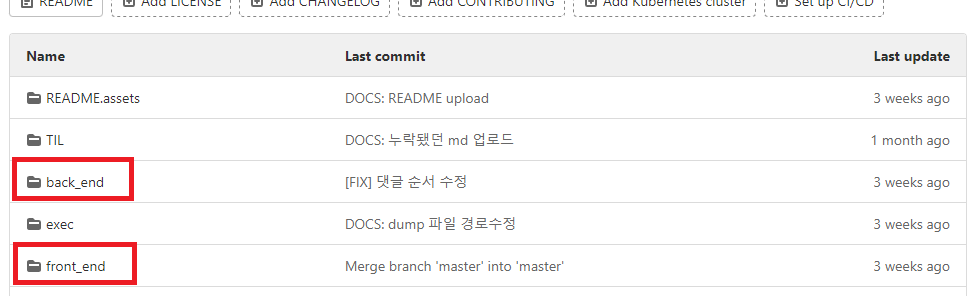 README Add LICENSE Add CHANGELOG Add CONTRIBUTING Add Kubernetes cluster Set up CI/CD
Name Last commit Last update
README.assets DOCS: README upload 3 weeks ago
TIL DOCS: 누락됐던 md 업로드 1 month ago
back_end [FIX] 댓글 순서 수정 3 weeks ago
exec DOCS: dump 파일 경로수정 3 weeks ago
front_end Merge branch 'master' into 'master' 3 weeks ago